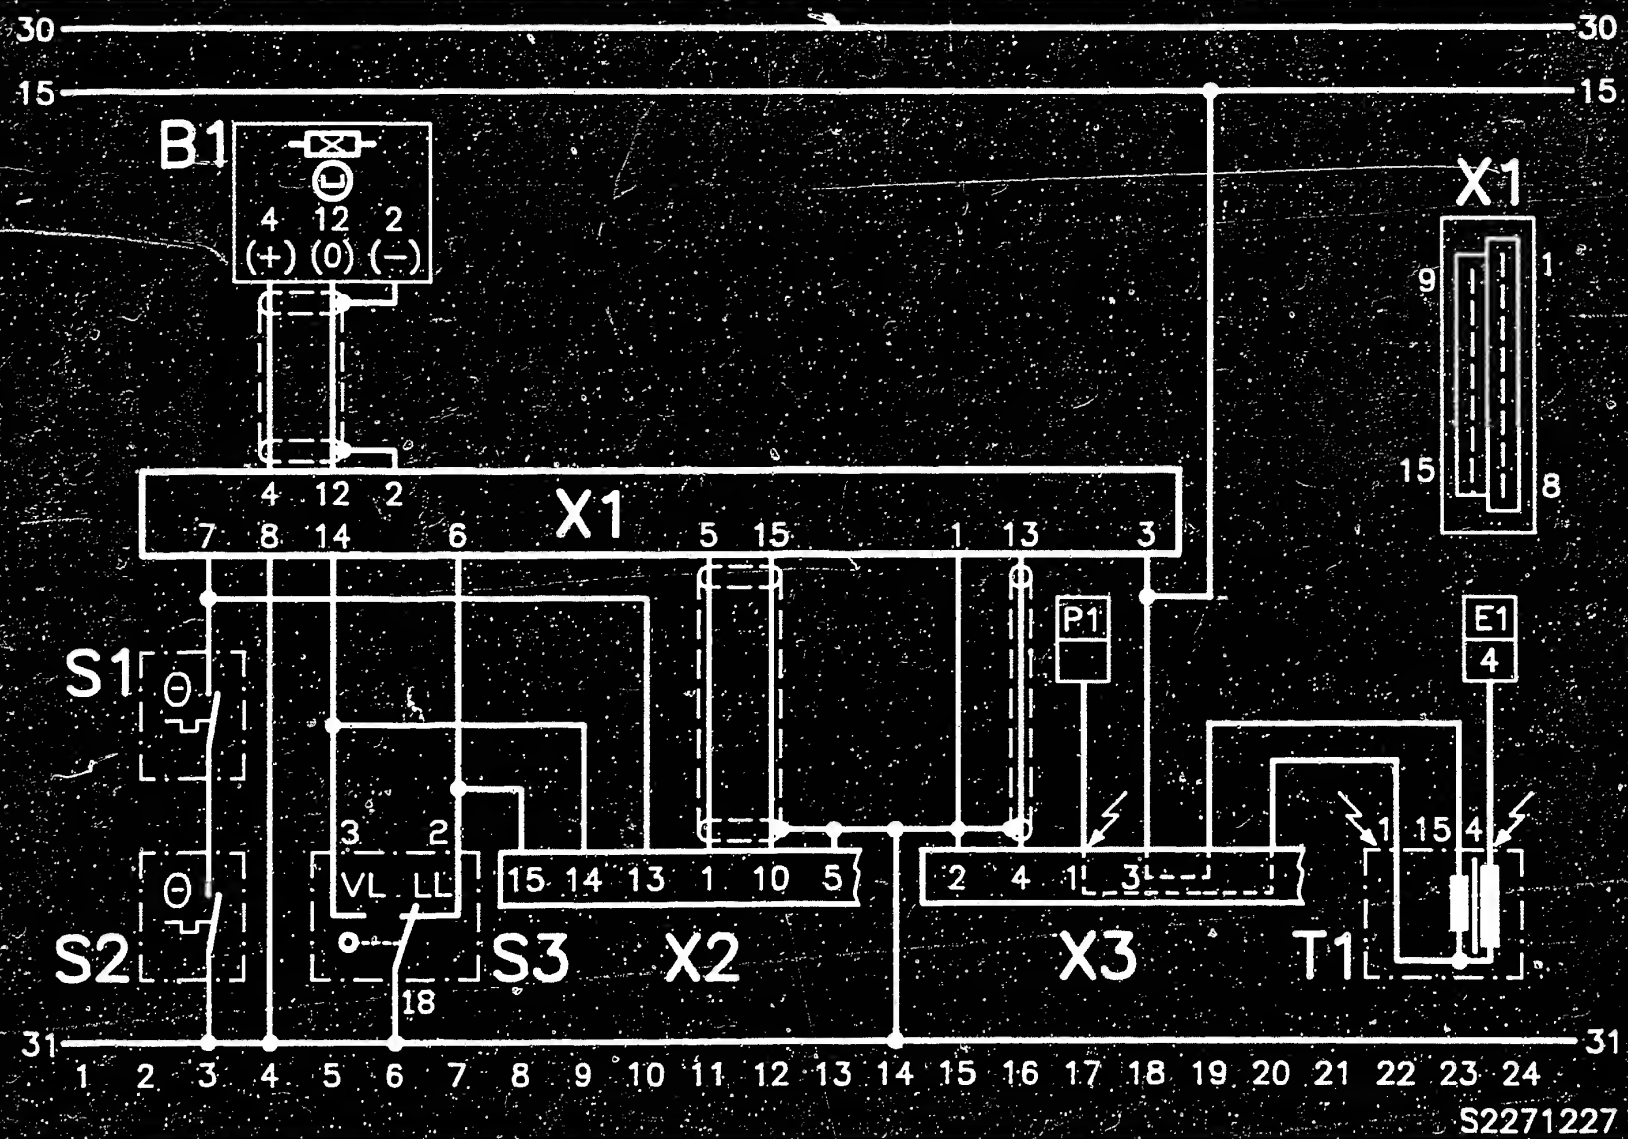 30 30
15 15
B1
X1
4 12 2
(+) (0) (−)
9 1
15 8
4 12 2
X1
7 8 14 6 5 15 1 13 3
P1 E1
4
S1
3 2 1 15 4
VL LL 15 14 13 1 10 5 2 4 1 3
S2 S3 X2 X3 T1
18
31 31
1 2 3 4 5 6 7 8 9 10 11 12 13 14 15 16 17 18 19 20 21 22 23 24
S2271227